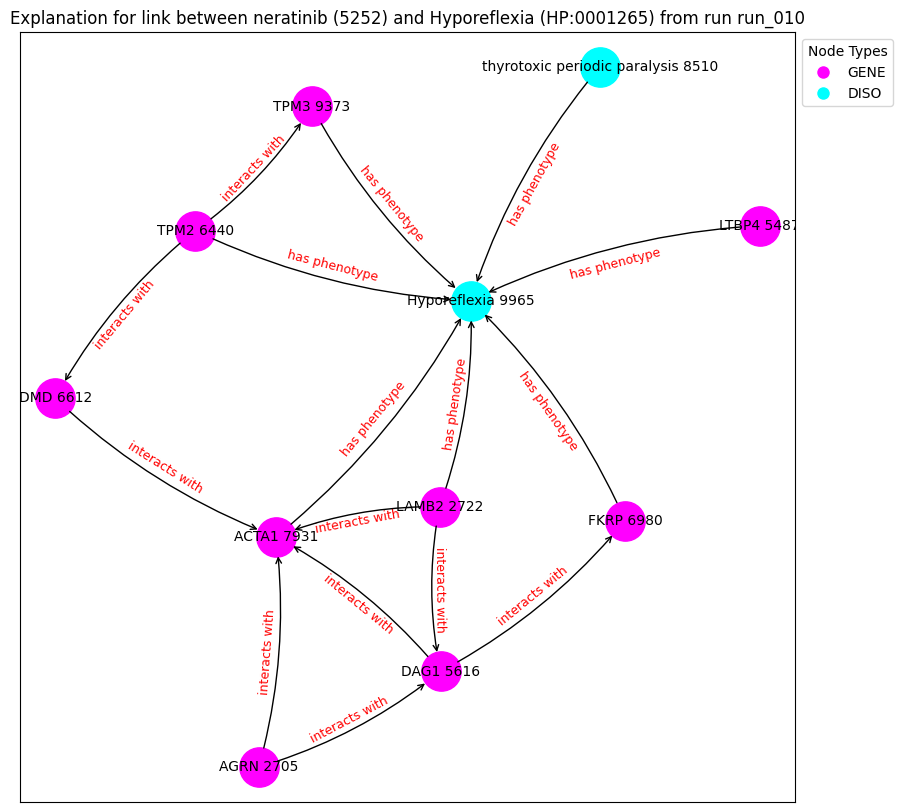 Explanation for link between neratinib (5252) and Hyporeflexia (HP:0001265) from run run_010
Node Types
GENE
DISO
thyrotoxic periodic paralysis 8510
TPM3 9373
interacts with
has phenotype
has phenotype
TPM2 6440
LTBP4 5487
has phenotype
has phenotype
Hyporeflexia 9965
interacts with
DMD 6612
has phenotype
has phenotype
has phenotype
interacts with
LAMB2 2722
interacts with
FKRP 6980
ACTA1 7931
interacts with
interacts with
interacts with
interacts with
DAG1 5616
interacts with
AGRN 2705